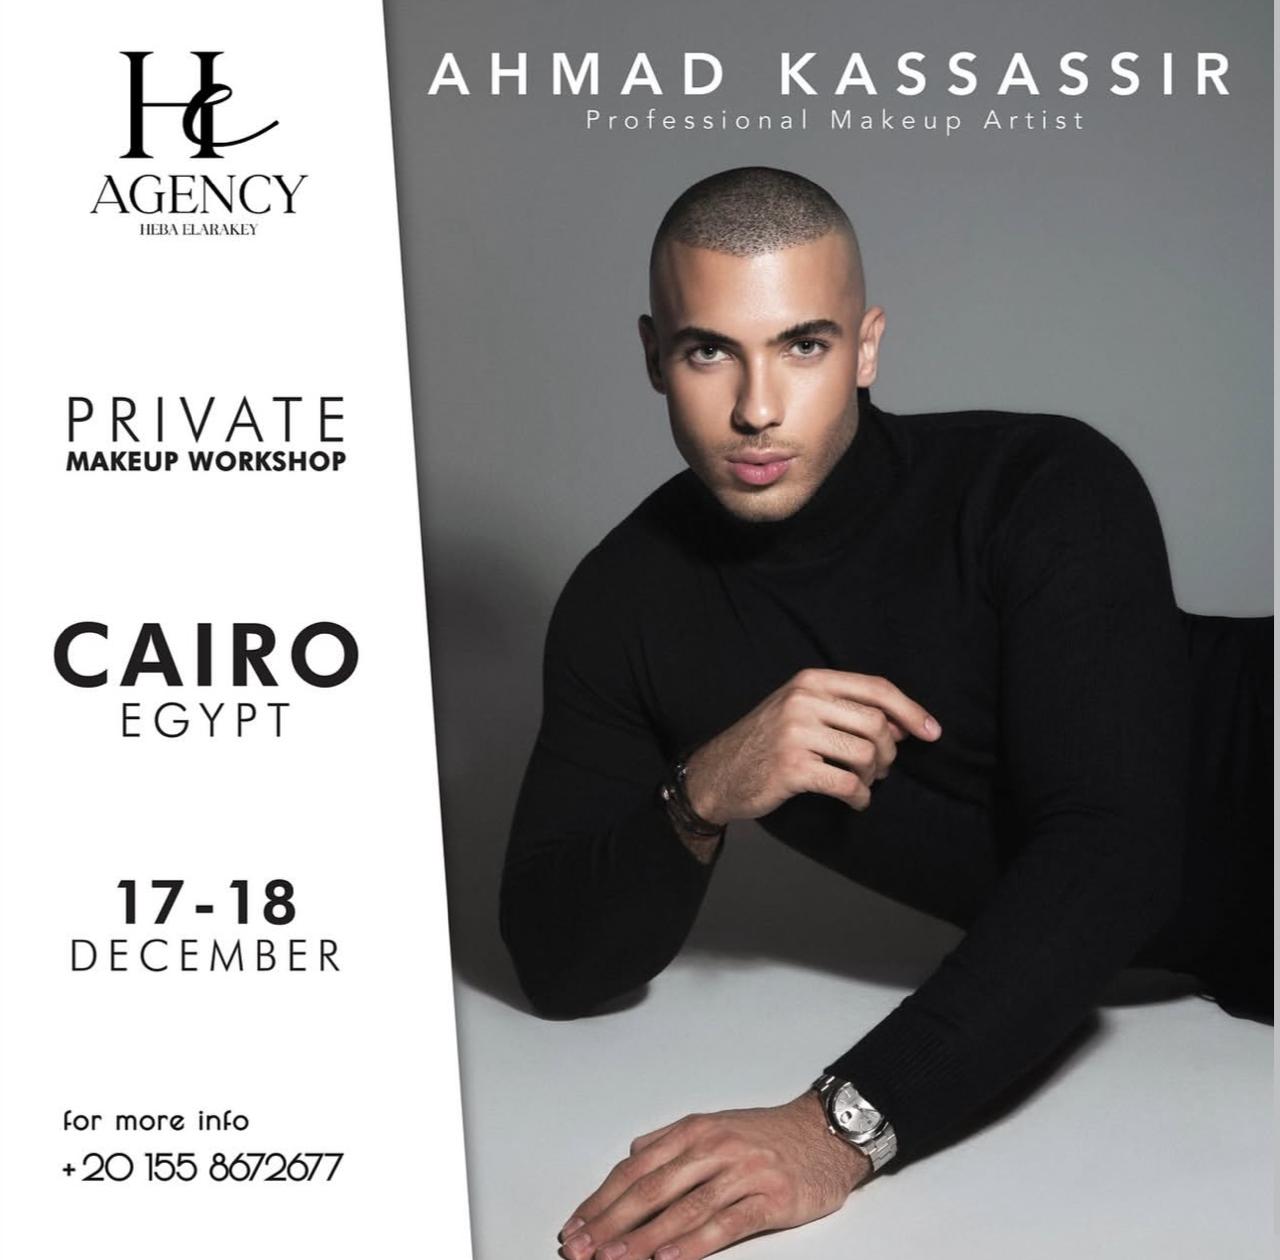 He
AGENCY
HEBA ELARAKEY
AHMAD KASSASSIR
Professional Makeup Artist
PRIVATE
MAKEUP WORKSHOP
CAIRO
EGYPT
17-18
DECEMBER
for more info
+20 155 8672677